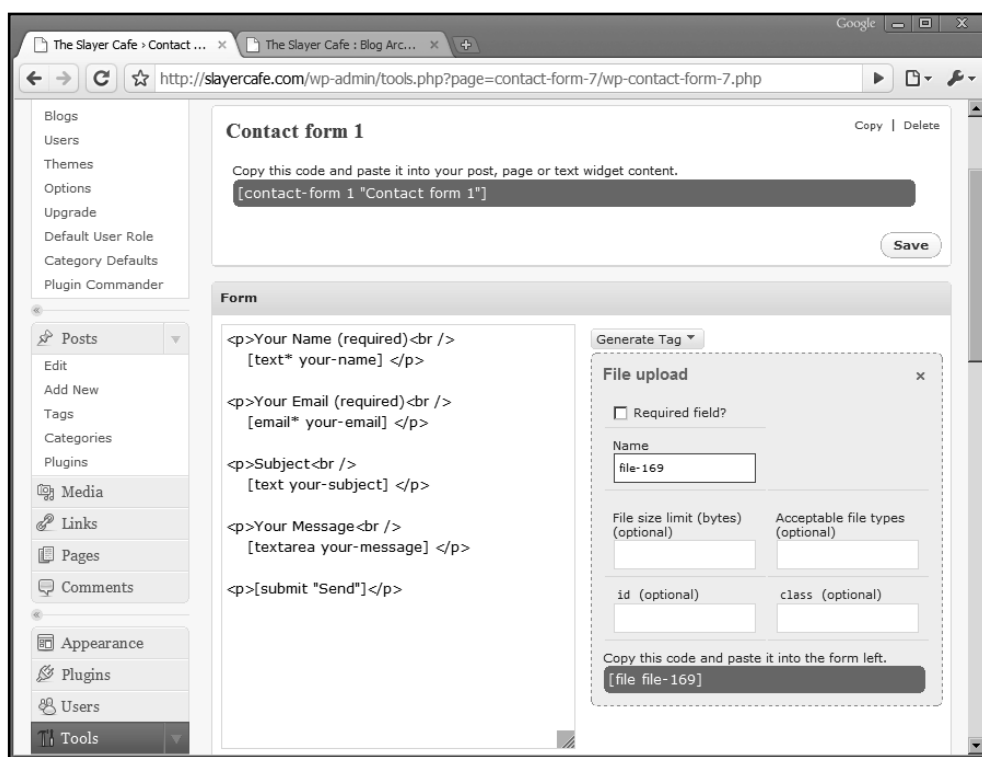 Google
The Slayer Cafe › Contact ...
The Slayer Cafe : Blog Arc...
http://slayercafe.com/wp-admin/tools.php?page=contact-form-7/wp-contact-form-7.php
Blogs
Users
Themes
Options
Upgrade
Default User Role
Category Defaults
Plugin Commander
Posts
Edit
Add New
Tags
Categories
Plugins
Media
Links
Pages
Comments
Appearance
Plugins
Users
Tools
Contact form 1
Copy | Delete
Copy this code and paste it into your post, page or text widget content.
[contact-form 1 "Contact form 1"]
Save
Form
<p>Your Name (required)<br />
[text* your-name] </p>
<p>Your Email (required)<br />
[email* your-email] </p>
<p>Subject<br />
[text your-subject] </p>
<p>Your Message<br />
[textarea your-message] </p>
<p>[submit "Send"]</p>
Generate Tag
File upload
Required field?
Name
file-169
File size limit (bytes)
(optional)
Acceptable file types
(optional)
id (optional)
class (optional)
Copy this code and paste it into the form left.
[file file-169]